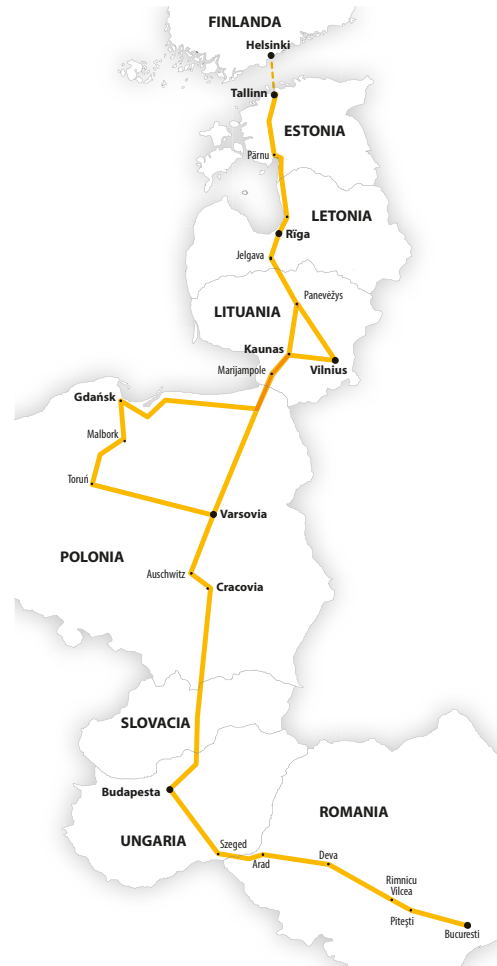 FINLANDA
Helsinki
Tallinn
ESTONIA
Pärnu
LETONIA
Rīga
Jelgava
Panevėžys
LITUANIA
Kaunas
Marijampole
Vilnius
Gdańsk
Malbork
Toruń
Varsovia
POLONIA
Auschwitz
Cracovia
SLOVACIA
Budapesta
ROMANIA
UNGARIA
Szeged
Arad
Deva
Rimnicu
Vilcea
Pitești
Bucuresti